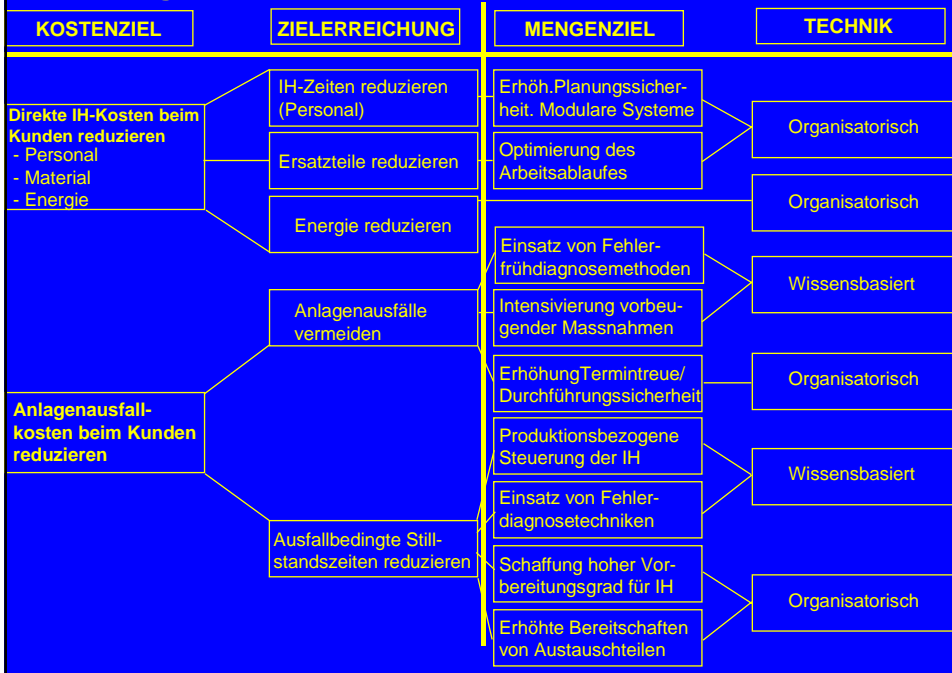 KOSTENZIEL
ZIELERREICHUNG
MENGENZIEL
TECHNIK
Direkte IH-Kosten beim
Kunden reduzieren
- Personal
- Material
- Energie
IH-Zeiten reduzieren
(Personal)
Ersatzteile reduzieren
Energie reduzieren
Erhöh.Planungssicher-
heit. Modulare Systeme
Optimierung des
Arbeitsablaufes
Organisatorisch
Organisatorisch
Anlagenausfall-
kosten beim Kunden
reduzieren
Anlagenausfälle
vermeiden
Einsatz von Fehler-
frühdiagnosemethoden
Intensivierung vorbeu-
gender Massnahmen
ErhöhungTermintreue/
Durchführungssicherheit
Wissensbasiert
Organisatorisch
Ausfallbedingte Still-
standszeiten reduzieren
Produktionsbezogene
Steuerung der IH
Einsatz von Fehler-
diagnosetechniken
Schaffung hoher Vor-
bereitungsgrad für IH
Erhöhte Bereitschaften
von Austauschteilen
Wissensbasiert
Organisatorisch